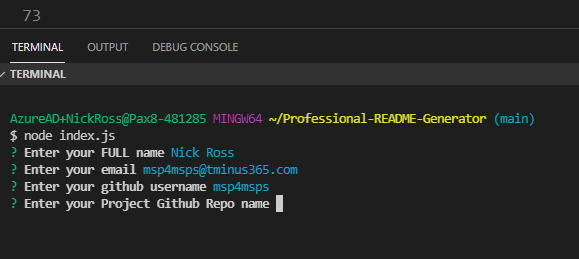 73
TERMINAL OUTPUT DEBUG CONSOLE
TERMINAL
AzureAD+NickRoss@Pax8-481285 MINGW64 ~/Professional-README-Generator (main)
$ node index.js
? Enter your FULL name Nick Ross
? Enter your email msp4msps@tminus365.com
? Enter your github username msp4msps
? Enter your Project Github Repo name